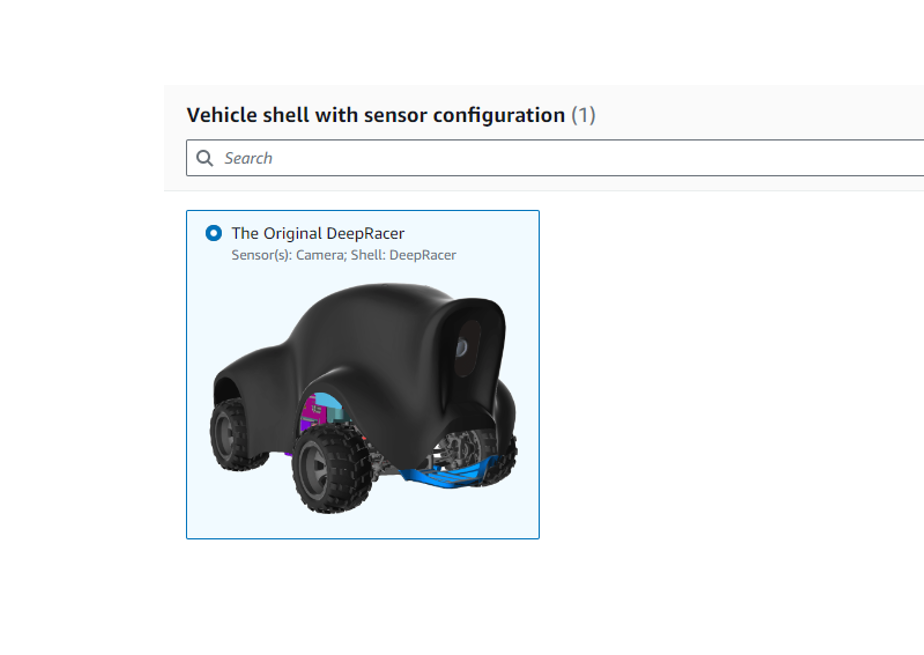 Vehicle shell with sensor configuration (1)
Search
The Original DeepRacer
Sensor(s): Camera; Shell: DeepRacer